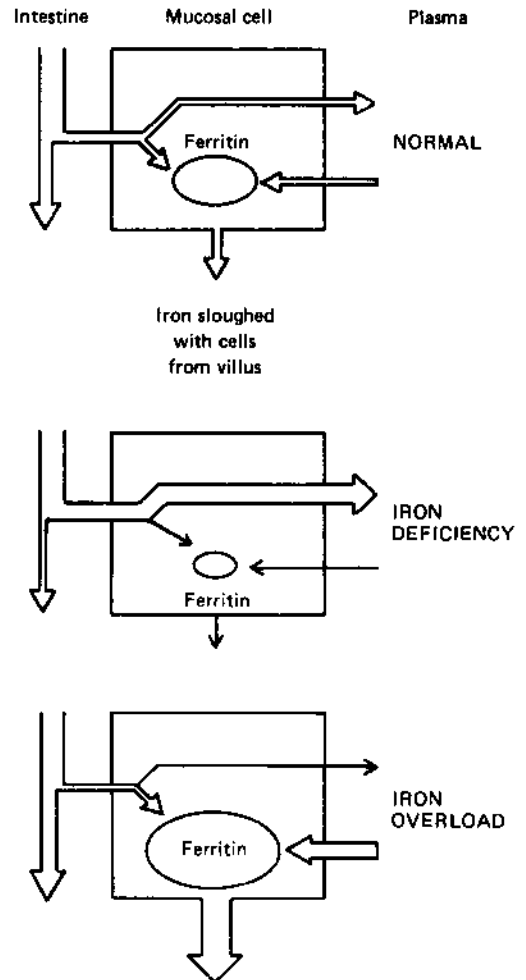 Intestine Mucosal cell Plasma
Ferritin
NORMAL
Iron sloughed
with cells
from villus
IRON
DEFICIENCY
Ferritin
IRON
OVERLOAD
Ferritin